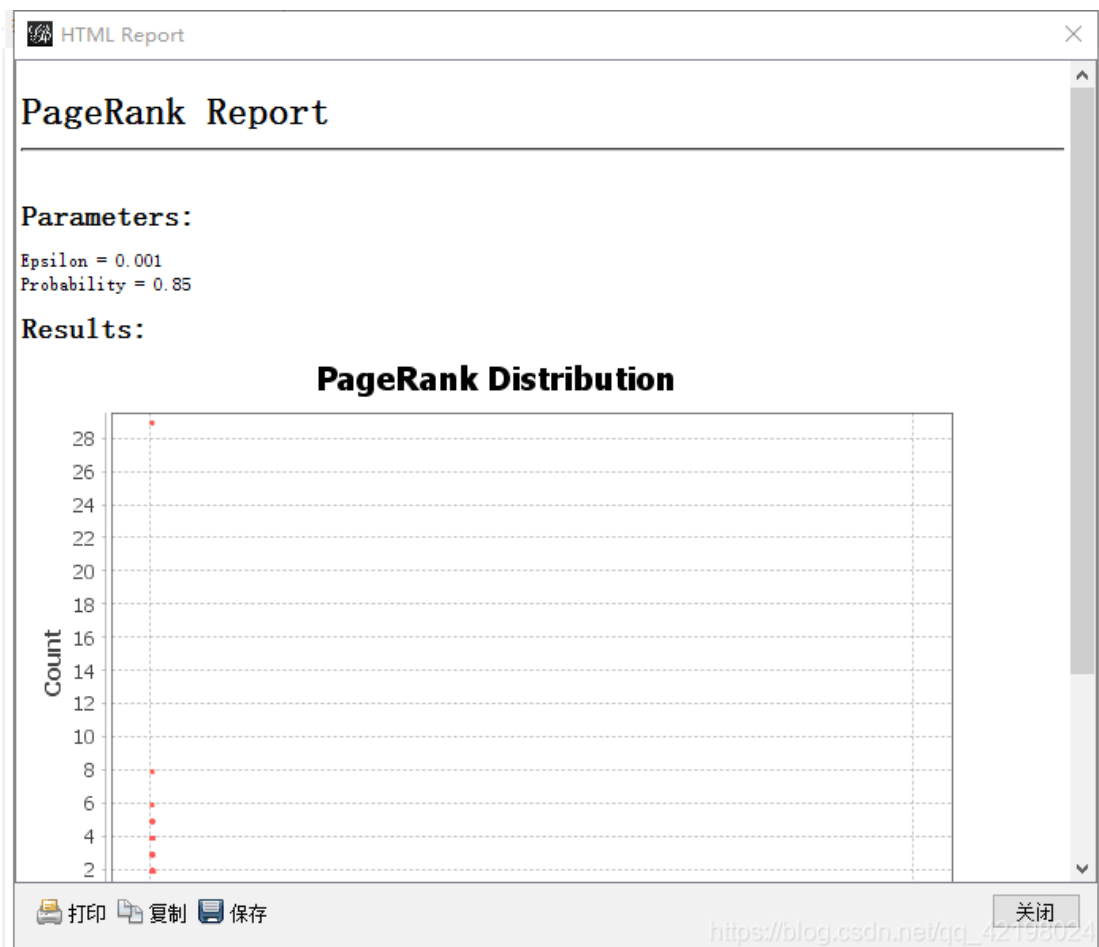 HTML Report
PageRank Report
Parameters:
Epsilon = 0.001
Probability = 0.85
Results:
PageRank Distribution
28
26
24
22
20
18
16
14
12
10
8
6
4
2
Count
打印 复制 保存
关闭
https://blog.csdn.net/qq_42198024